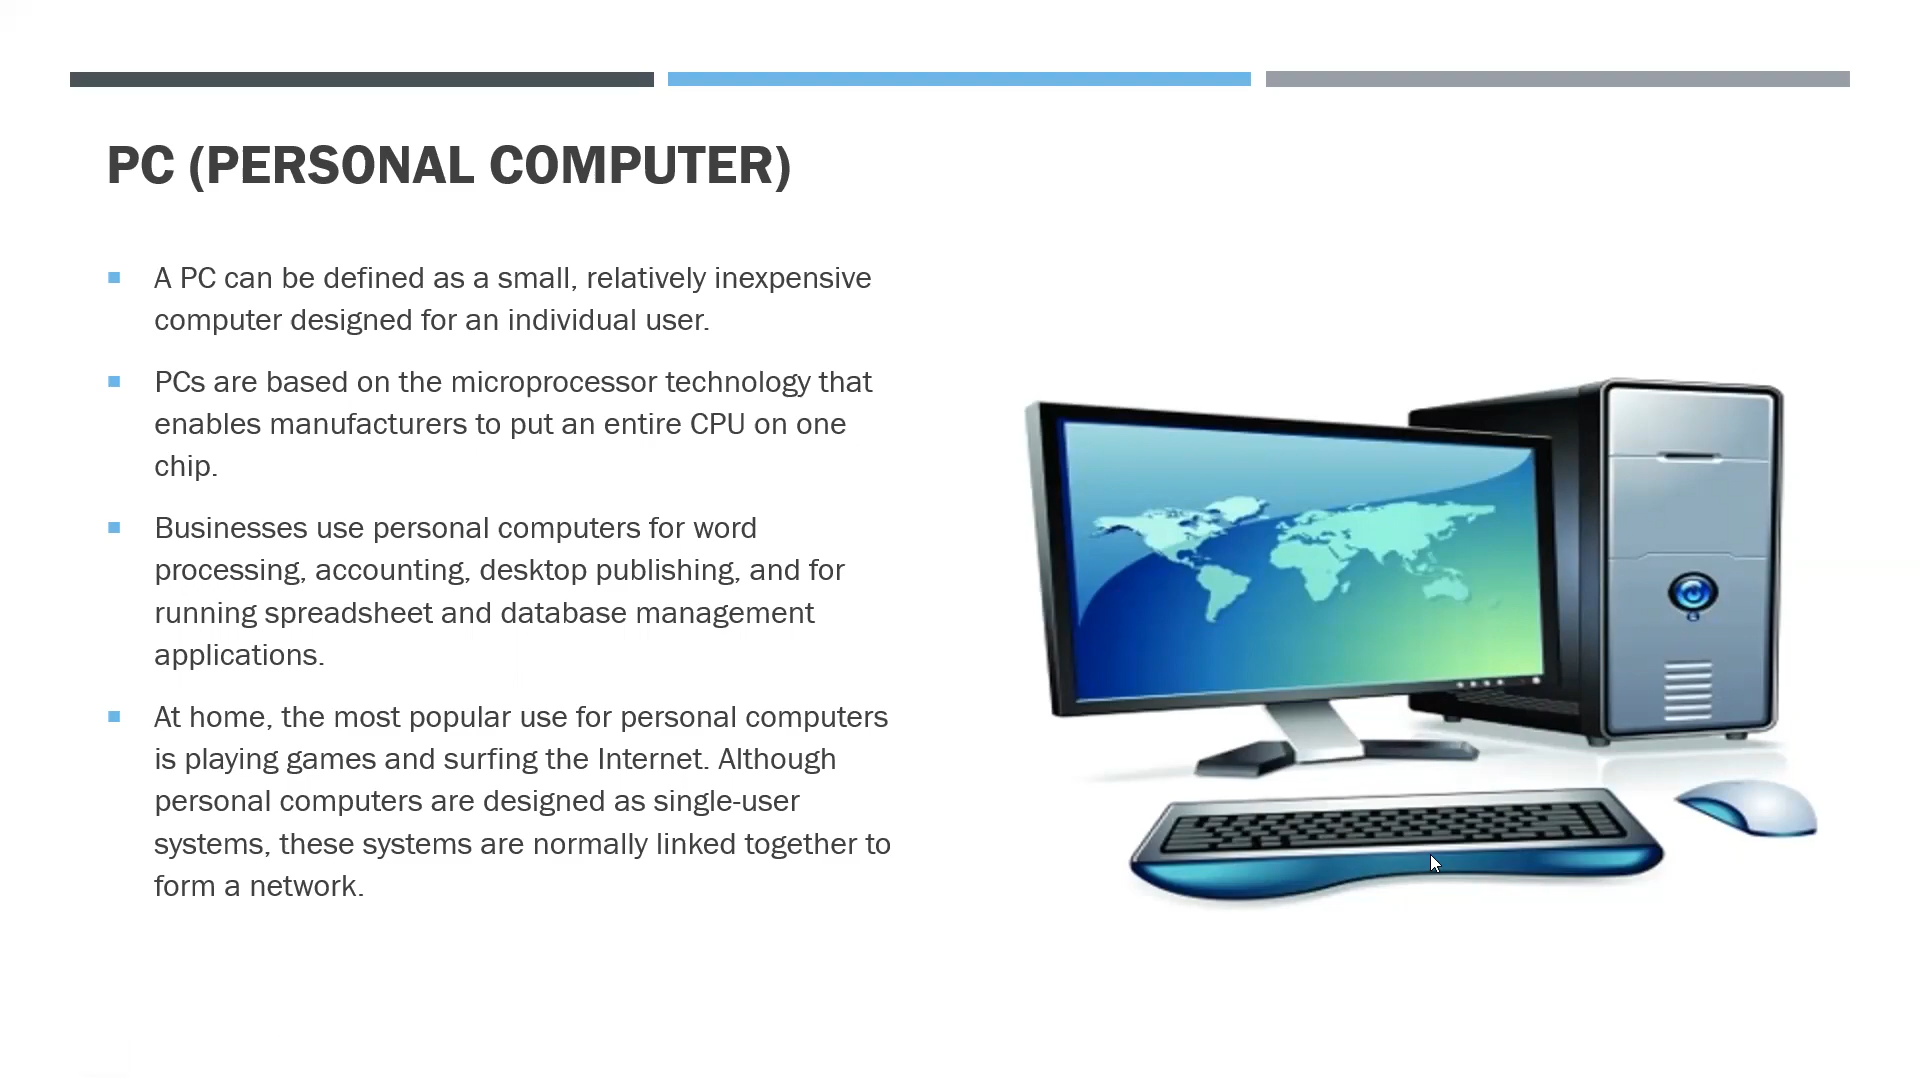 PC (PERSONAL COMPUTER)
A PC can be defined as a small, relatively inexpensive
computer designed for an individual user.
PCs are based on the microprocessor technology that
enables manufacturers to put an entire CPU on one
chip.
Businesses use personal computers for word
processing, accounting, desktop publishing, and for
running spreadsheet and database management
applications.
At home, the most popular use for personal computers
is playing games and surfing the Internet. Although
personal computers are designed as single-user
systems, these systems are normally linked together to
form a network.